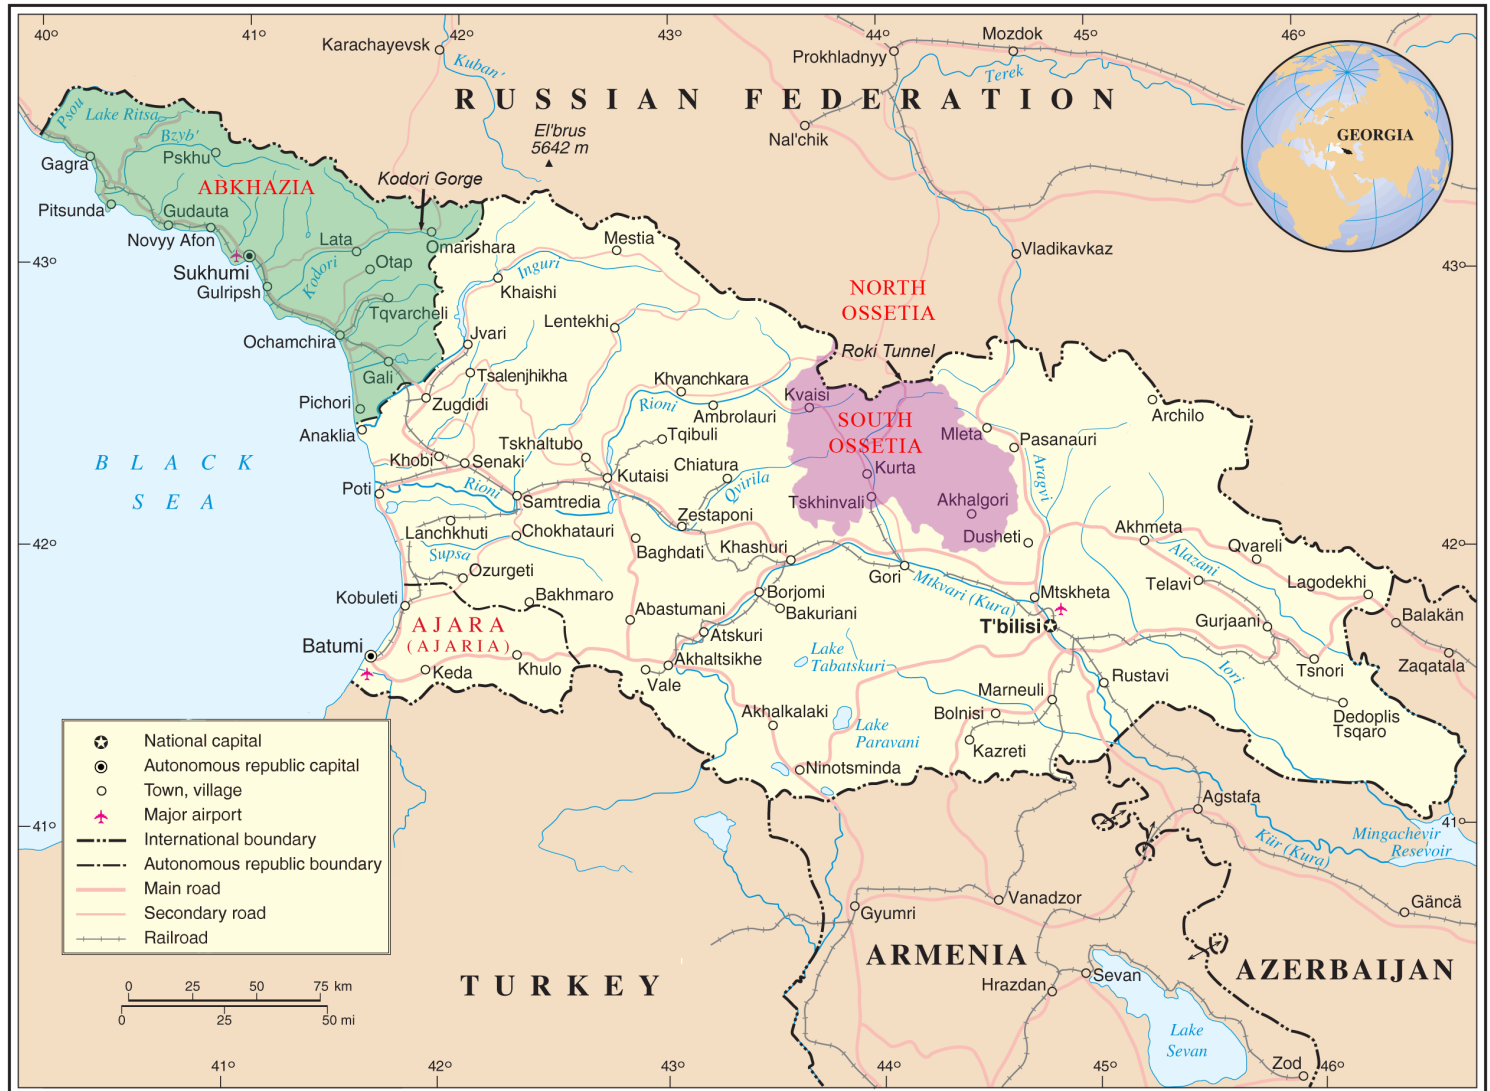 40°
41°
42°
43°
44°
45°
46°
Karachayevsk
Kuban'
Prokhladnyy
Mozdok
Terek
RUSSIAN FEDERATION
Nal'chik
El'brus
5642 m
GEORGIA
Psou
Lake Ritsa
Bzyb'
Pskhu
Gagra
ABKHAZIA
Kodori Gorge
Pitsunda
Gudauta
Novyy Afon
Lata
Omarishara
Mestia
Vladikavkaz
43°
43°
Sukhumi
Gulripsh
Kodori
Otap
Inguri
Khaishi
Tqvarcheli
NORTH
OSSETIA
Ochamchira
Jvari
Lentekhi
Roki Tunnel
Gali
Tsalenjhikha
Khvanchkara
Kvaisi
Pichori
Zugdidi
Rioni
Ambrolauri
SOUTH
OSSETIA
Archilo
Anaklia
Tskhaltubo
Tqibuli
Mleta
Pasanauri
BLACK
SEA
Khobi
Senaki
Kutaisi
Chiatura
Qvirila
Kurta
Aragvi
Poti
Rioni
Samtredia
Tskhinvali
Akhalgori
Zestaponi
Lanchkhuti
Chokhatauri
Baghdati
Khashuri
Dusheti
Akhmeta
Qvareli
42°
42°
Supsa
Alazani
Ozurgeti
Gori
Mtkvari (Kura)
Telavi
Lagodekhi
Kobuleti
Bakhmaro
Borjomi
Mtskheta
Abastumani
Bakuriani
Gurjaani
Balakän
AJARA
(AJARIA)
T'bilisi
Batumi
Atskuri
Lake
Tabatskuri
Akhaltsikhe
Keda
Khulo
Vale
Iori
Tsnori
Zaqatala
Rustavi
Marneuli
Akhalkalaki
Bolnisi
Dedoplis
Tsqaro
Lake
Paravani
Kazreti
Ninotsminda
National capital
Autonomous republic capital
Town, village
Major airport
International boundary
Autonomous republic boundary
Main road
Secondary road
Railroad
41°
41°
Agstafa
Kür (Kura)
Mingachevir
Resevoir
Gyumri
Vanadzor
Gäncä
ARMENIA
AZERBAIJAN
TURKEY
Hrazdan
Sevan
Lake
Sevan
Zod
0 25 50 75 km
0 25 50 mi
41°
42°
43°
44°
45°
46°